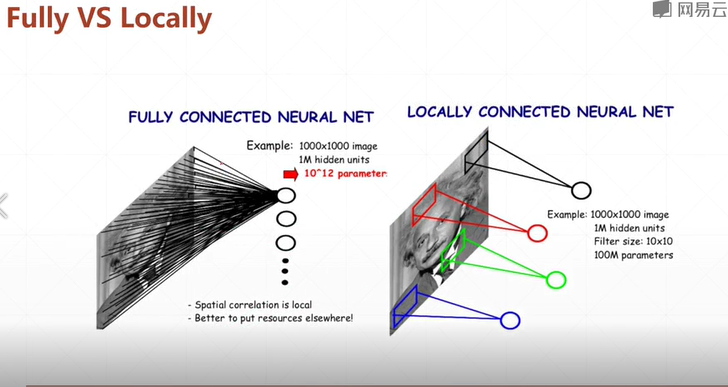 Fully VS Locally
网易云
FULLY CONNECTED NEURAL NET
Example: 1000x1000 image
1M hidden units
10^12 parameter
- Spatial correlation is local
- Better to put resources elsewhere!
LOCALLY CONNECTED NEURAL NET
Example: 1000x1000 image
1M hidden units
Filter size: 10x10
100M parameters